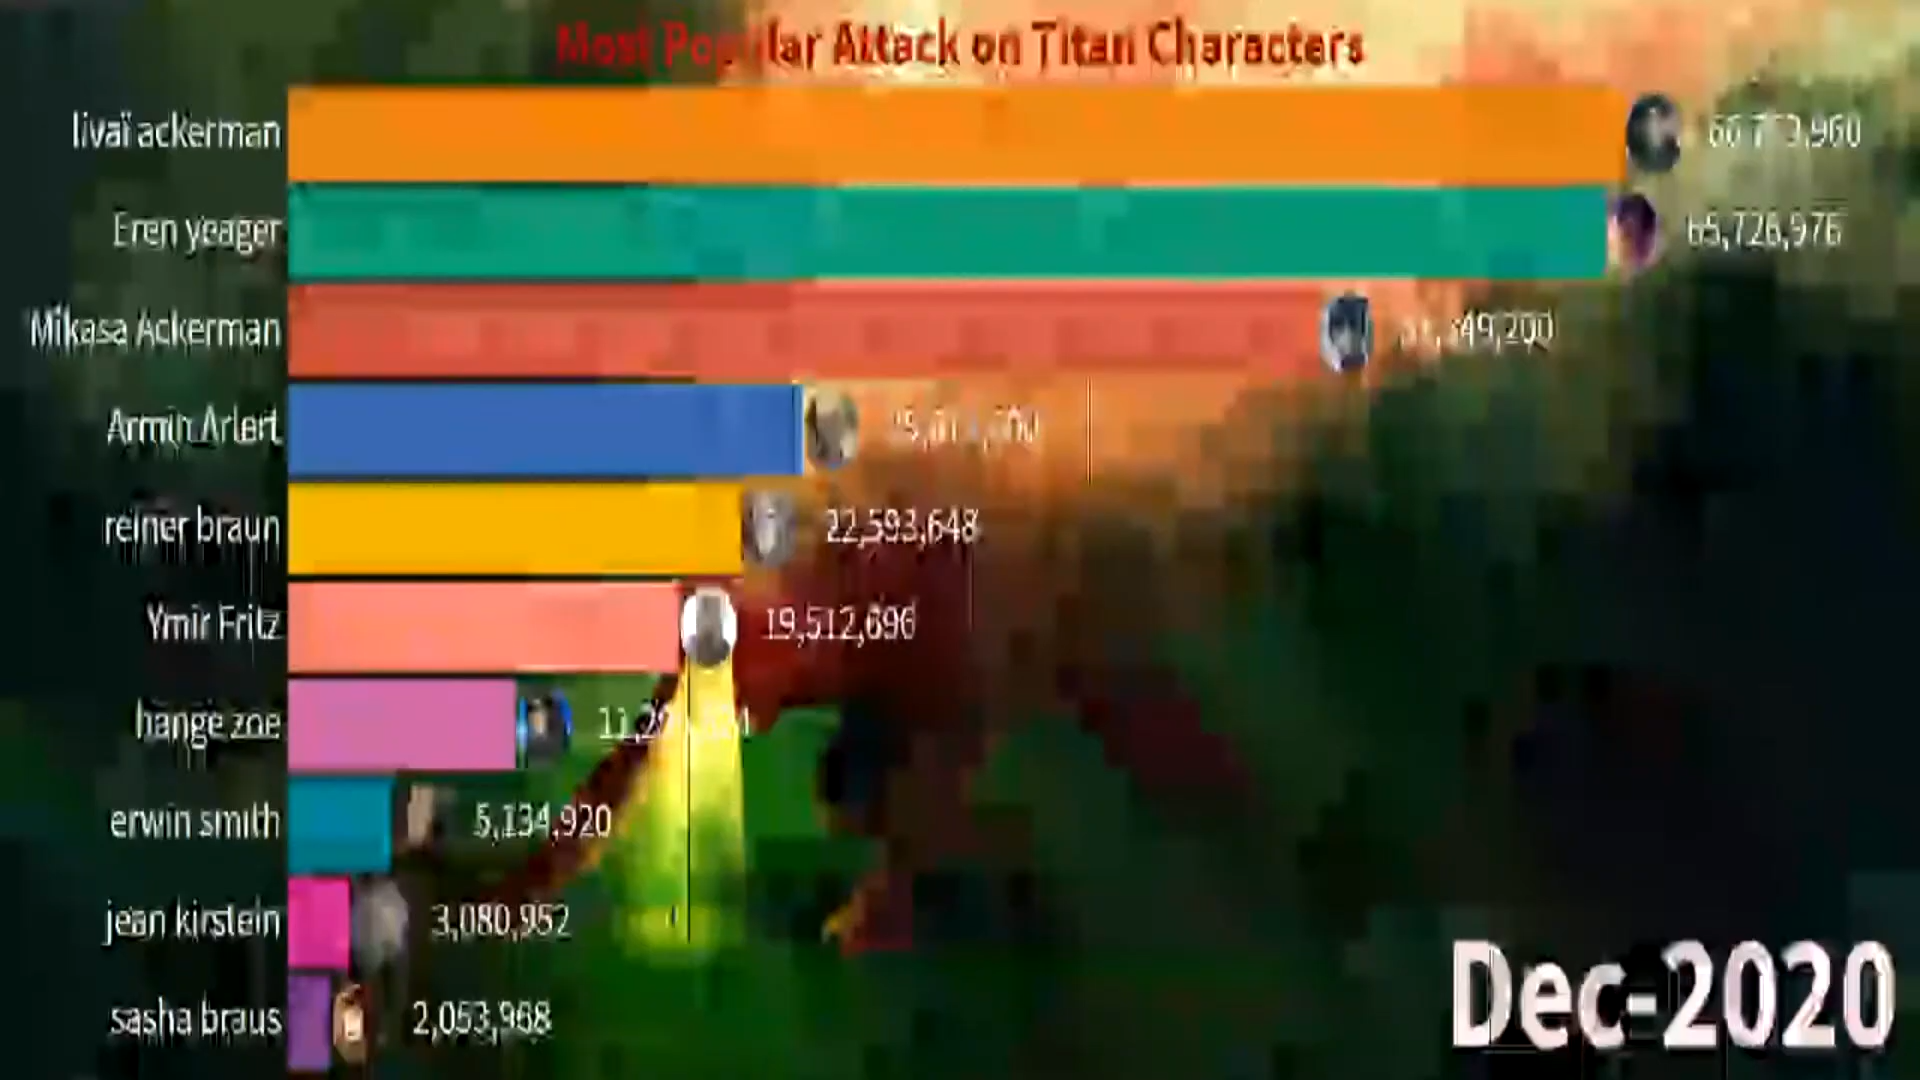 Most Popular Attack on Titan Characters
livaï ackerman
Eren yeager 65,726,976
Mikasa Ackerman
Armin Arlert
reiner braun 22,593,648
Ymir Fritz 19,512,696
hange zoe
erwin smith 5,134,920
jean kirstein 3,080,952
sasha braus 2,053,968
Dec-2020